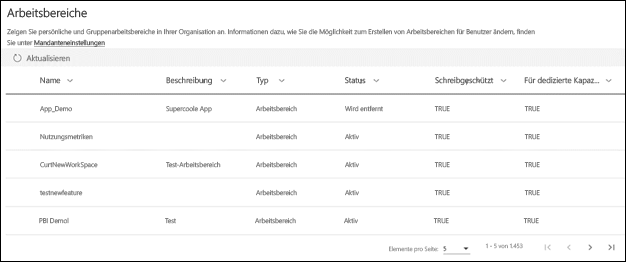 Arbeitsbereiche
Zeigen Sie persönliche und Gruppenarbeitsbereiche in Ihrer Organisation an. Informationen dazu, wie Sie die Möglichkeit zum Erstellen von Arbeitsbereichen für Benutzer ändern, finden
Sie unter Mandanteneinstellungen
Aktualisieren
Name Beschreibung Typ Status Schreibgeschützt Für dedizierte Kapaz...
App_Demo Supercoole App Arbeitsbereich Wird entfernt TRUE TRUE
Nutzungsmetriken Arbeitsbereich Aktiv TRUE TRUE
CurtNewWorkSpace Test-Arbeitsbereich Arbeitsbereich Aktiv TRUE TRUE
testnewfeature Arbeitsbereich Aktiv TRUE TRUE
PBI Demol Test Arbeitsbereich Aktiv TRUE TRUE
Elemente pro Seite: 5 1 - 5 von 1.453